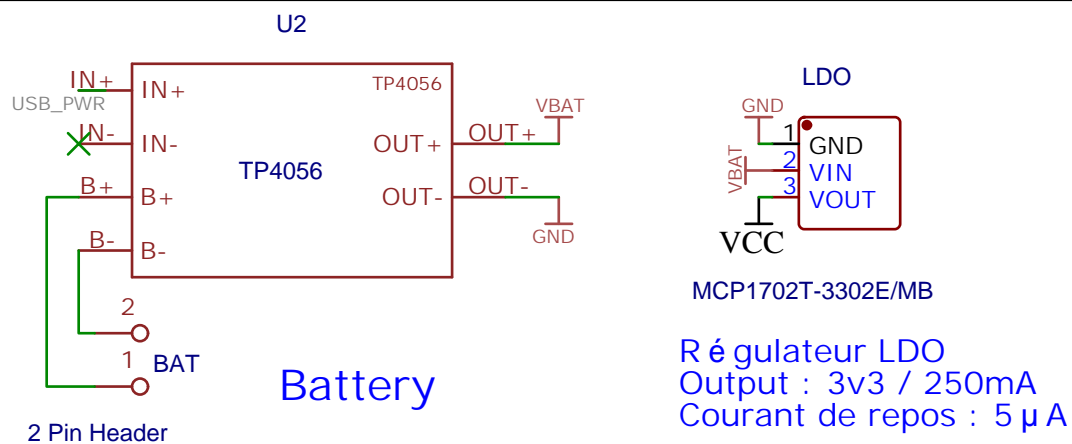 U2
IN+
USB_PWR
IN+
TP4056
IN-
IN-
OUT+
OUT+
VBAT
TP4056
B+
B+
OUT-
OUT-
GND
B-
B-
2
1
BAT
2 Pin Header
Battery
LDO
GND
1
GND
VBAT
2
VIN
3
VOUT
VCC
MCP1702T-3302E/MB
Régulateur LDO
Output : 3v3 / 250mA
Courant de repos : 5µA